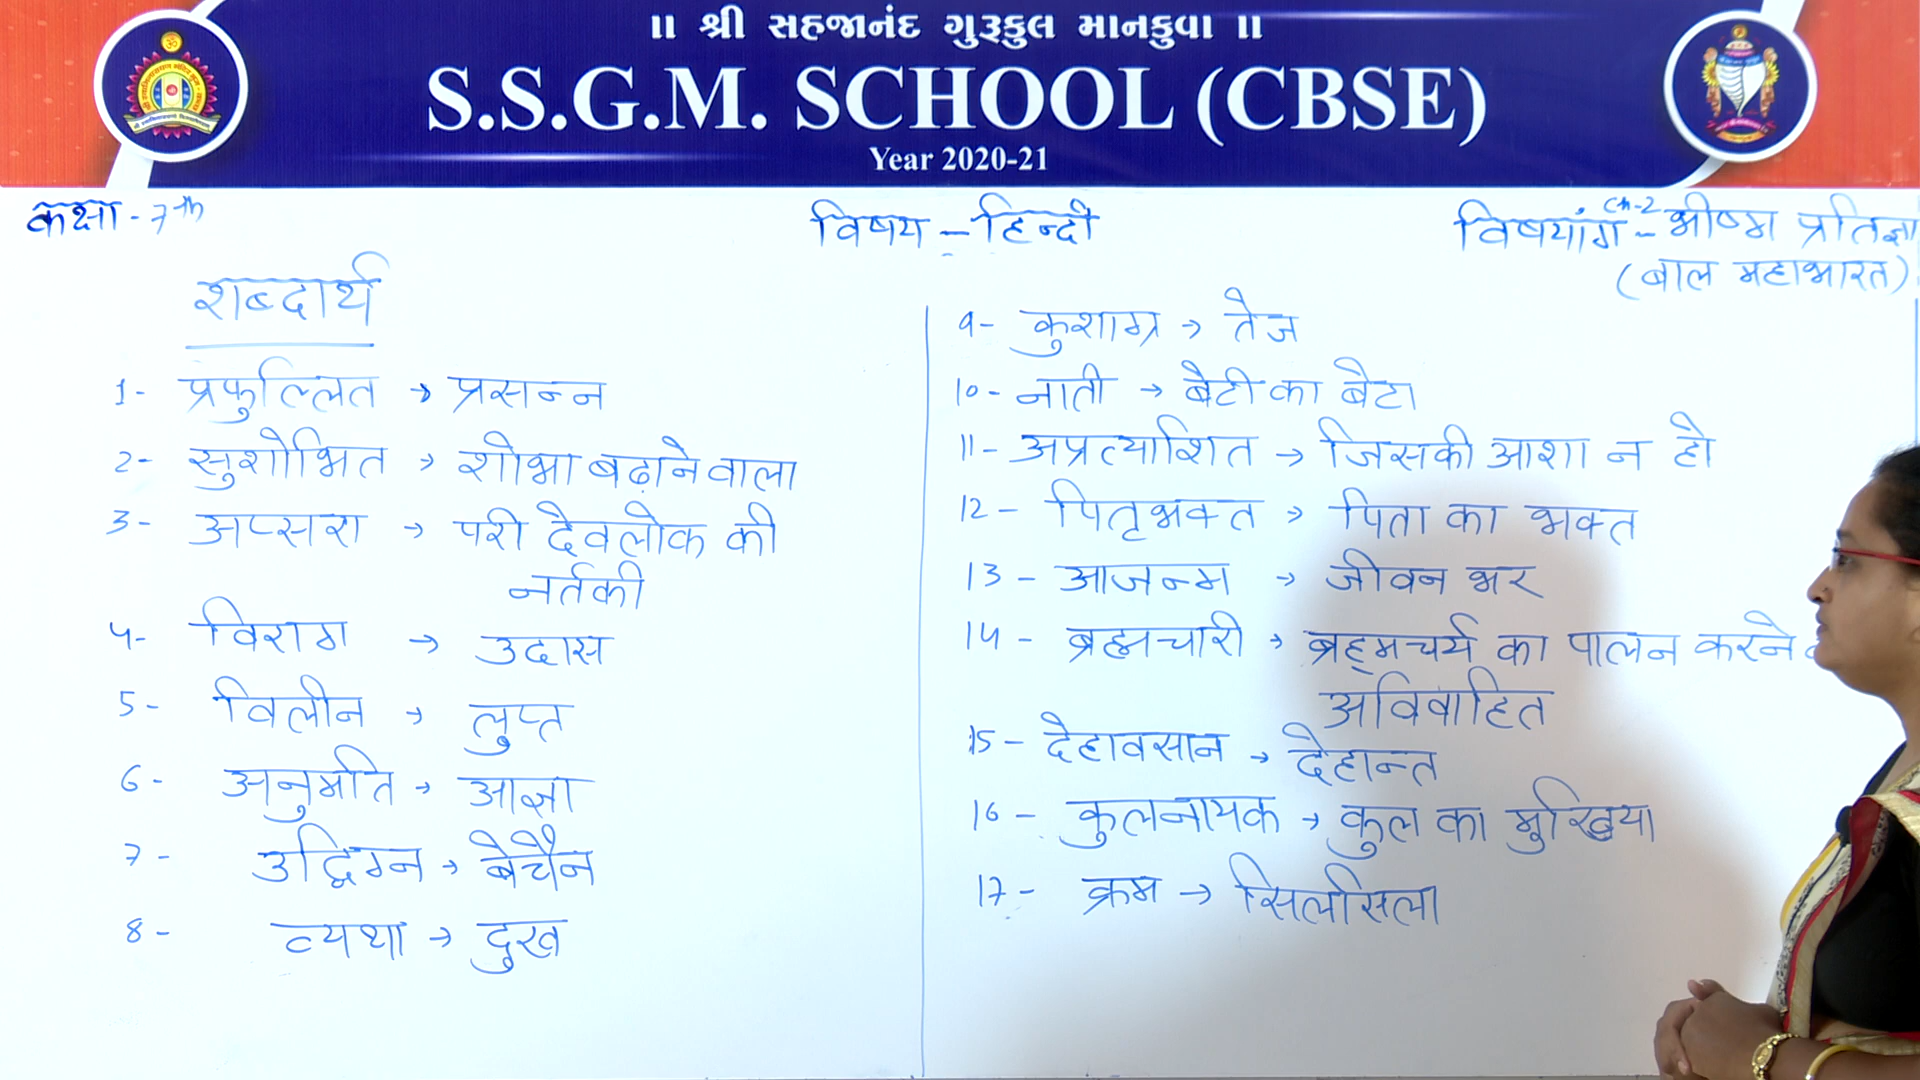 ॥ શ્રી સહજાનંદ ગુરૂકુલ માનકુવા ॥
S.S.G.M. SCHOOL (CBSE)
Year 2020-21
कक्षा - 7th
विषय - हिन्दी
विषयांग - Ch-2 भीष्म प्रतिज्ञा
(बाल महाभारत)
शब्दार्थ
1- प्रफुल्लित → प्रसन्न
2- सुशोभित → शोभा बढ़ाने वाला
3- अप्सरा → परी देवलोक की
नर्तकी
4- विराग → उदास
5- विलीन → लुप्त
6- अनुमति → आज्ञा
7- उद्विग्न → बेचैन
8- व्यथा → दुख
9- कुशाग्र → तेज
10- नाती → बेटी का बेटा
11- अप्रत्याशित → जिसकी आशा न हो
12- पितृभक्त → पिता का भक्त
13- आजन्म → जीवन भर
14- ब्रह्मचारी → ब्रह्मचर्य का पालन करने
अविवाहित
15- देहावसान → देहान्त
16- कुलनायक → कुल का मुखिया
17- क्रम → सिलसिला